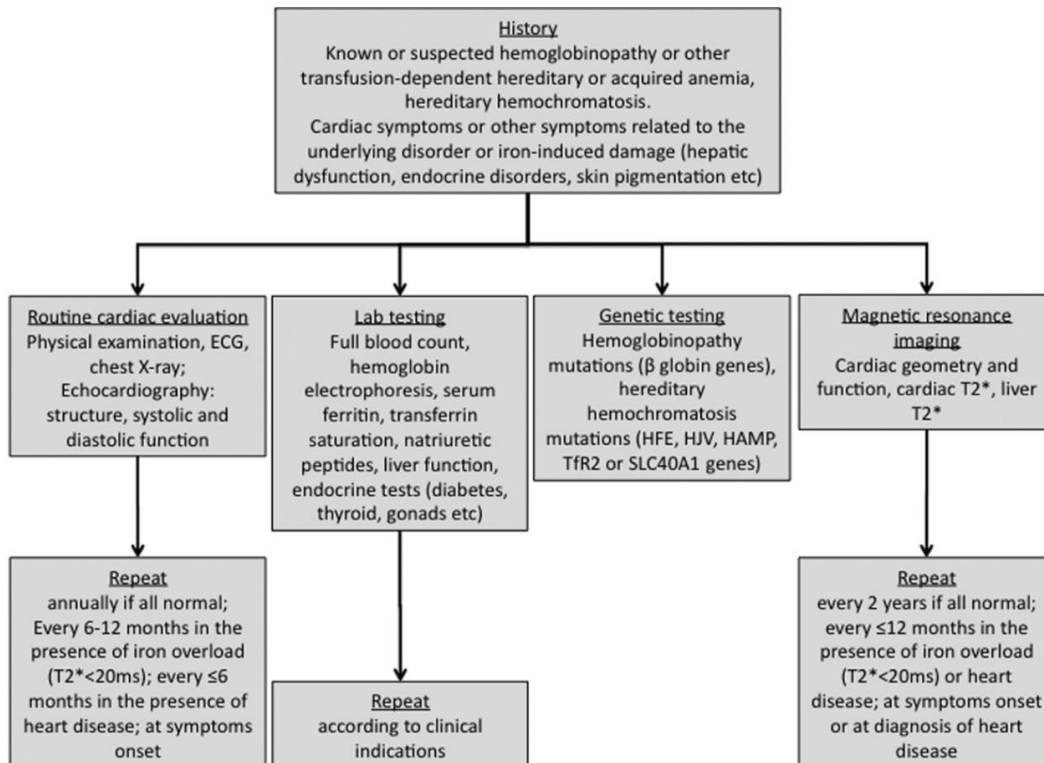 History
Known or suspected hemoglobinopathy or other
transfusion-dependent hereditary or acquired anemia,
hereditary hemochromatosis.
Cardiac symptoms or other symptoms related to the
underlying disorder or iron-induced damage (hepatic
dysfunction, endocrine disorders, skin pigmentation etc)
Routine cardiac evaluation
Physical examination, ECG,
chest X-ray;
Echocardiography:
structure, systolic and
diastolic function
Lab testing
Full blood count,
hemoglobin
electrophoresis, serum
ferritin, transferrin
saturation, natriuretic
peptides, liver function,
endocrine tests (diabetes,
thyroid, gonads etc)
Genetic testing
Hemoglobinopathy
mutations (β globin genes),
hereditary
hemochromatosis
mutations (HFE, HJV, HAMP,
TfR2 or SLC40A1 genes)
Magnetic resonance
imaging
Cardiac geometry and
function, cardiac T2*, liver
T2*
Repeat
annually if all normal;
Every 6-12 months in the
presence of iron overload
(T2*<20ms); every ≤6
months in the presence of
heart disease; at symptoms
onset
Repeat
according to clinical
indications
Repeat
every 2 years if all normal;
every ≤12 months in the
presence of iron overload
(T2*<20ms) or heart
disease; at symptoms onset
or at diagnosis of heart
disease